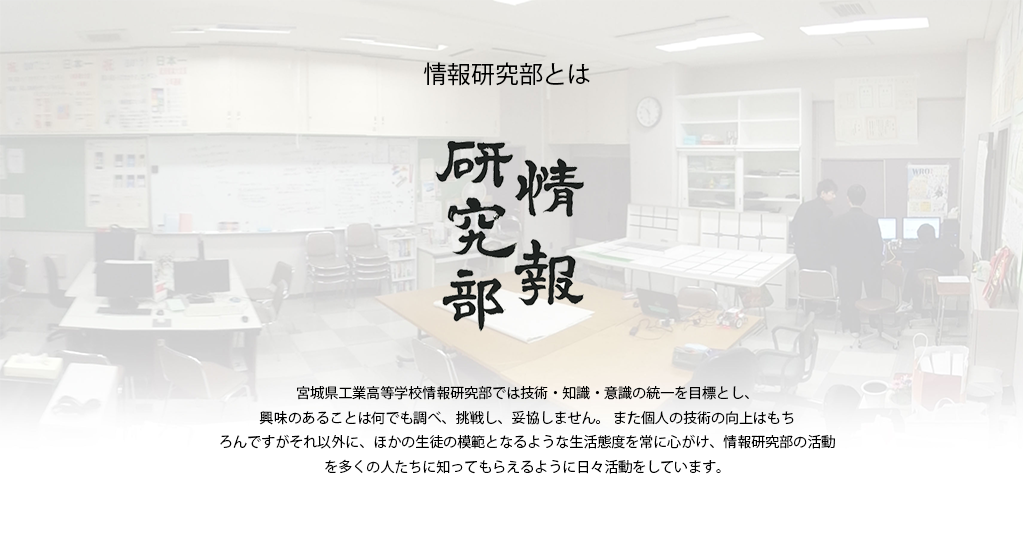 情報研究部とは
情報
研究部
宮城県工業高等学校情報研究部では技術・知識・意識の統一を目標とし、
興味のあることは何でも調べ、挑戦し、妥協しません。 また個人の技術の向上はもち
ろんですがそれ以外に、ほかの生徒の模範となるような生活態度を常に心がけ、情報研究部の活動
を多くの人たちに知ってもらえるように日々活動をしています。
日本一
日本一
WRO